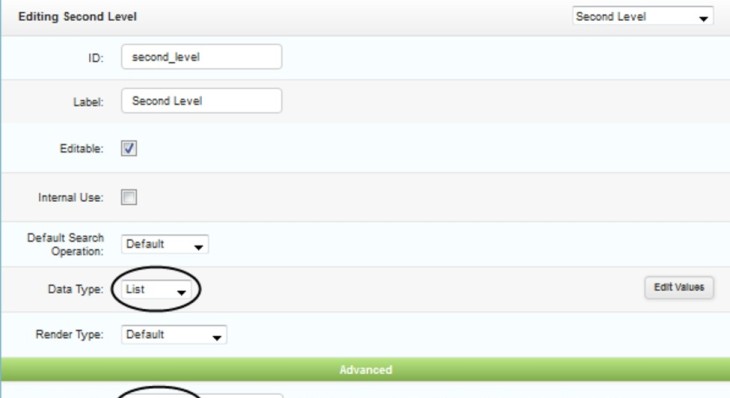 Editing Second Level
Second Level
ID: second_level
Label: Second Level
Editable:
Internal Use:
Default Search
Operation: Default
Data Type: List
Edit Values
Render Type: Default
Advanced